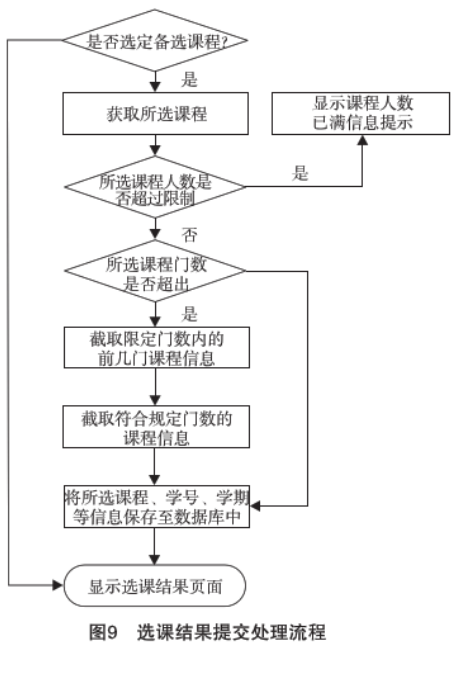 是否选定备选课程?
是
获取所选课程
显示课程人数
已满信息提示
所选课程人数是
否超过限制
是
否
所选课程门数
是否超出
是
截取限定门数内的
前几门课程信息
截取符合规定门数的
课程信息
将所选课程、学号、学期
等信息保存至数据库中
显示选课结果页面
图9 选课结果提交处理流程